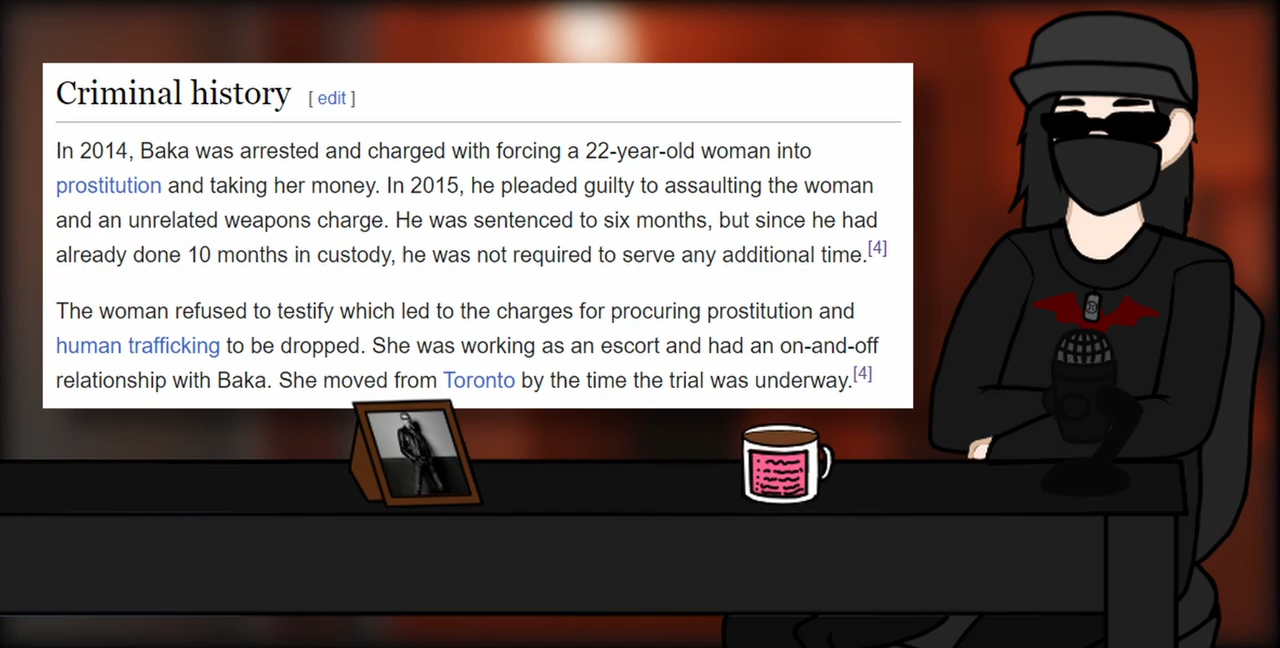 Criminal history [ edit ]
In 2014, Baka was arrested and charged with forcing a 22-year-old woman into
prostitution and taking her money. In 2015, he pleaded guilty to assaulting the woman
and an unrelated weapons charge. He was sentenced to six months, but since he had
already done 10 months in custody, he was not required to serve any additional time.[4]
The woman refused to testify which led to the charges for procuring prostitution and
human trafficking to be dropped. She was working as an escort and had an on-and-off
relationship with Baka. She moved from Toronto by the time the trial was underway.[4]